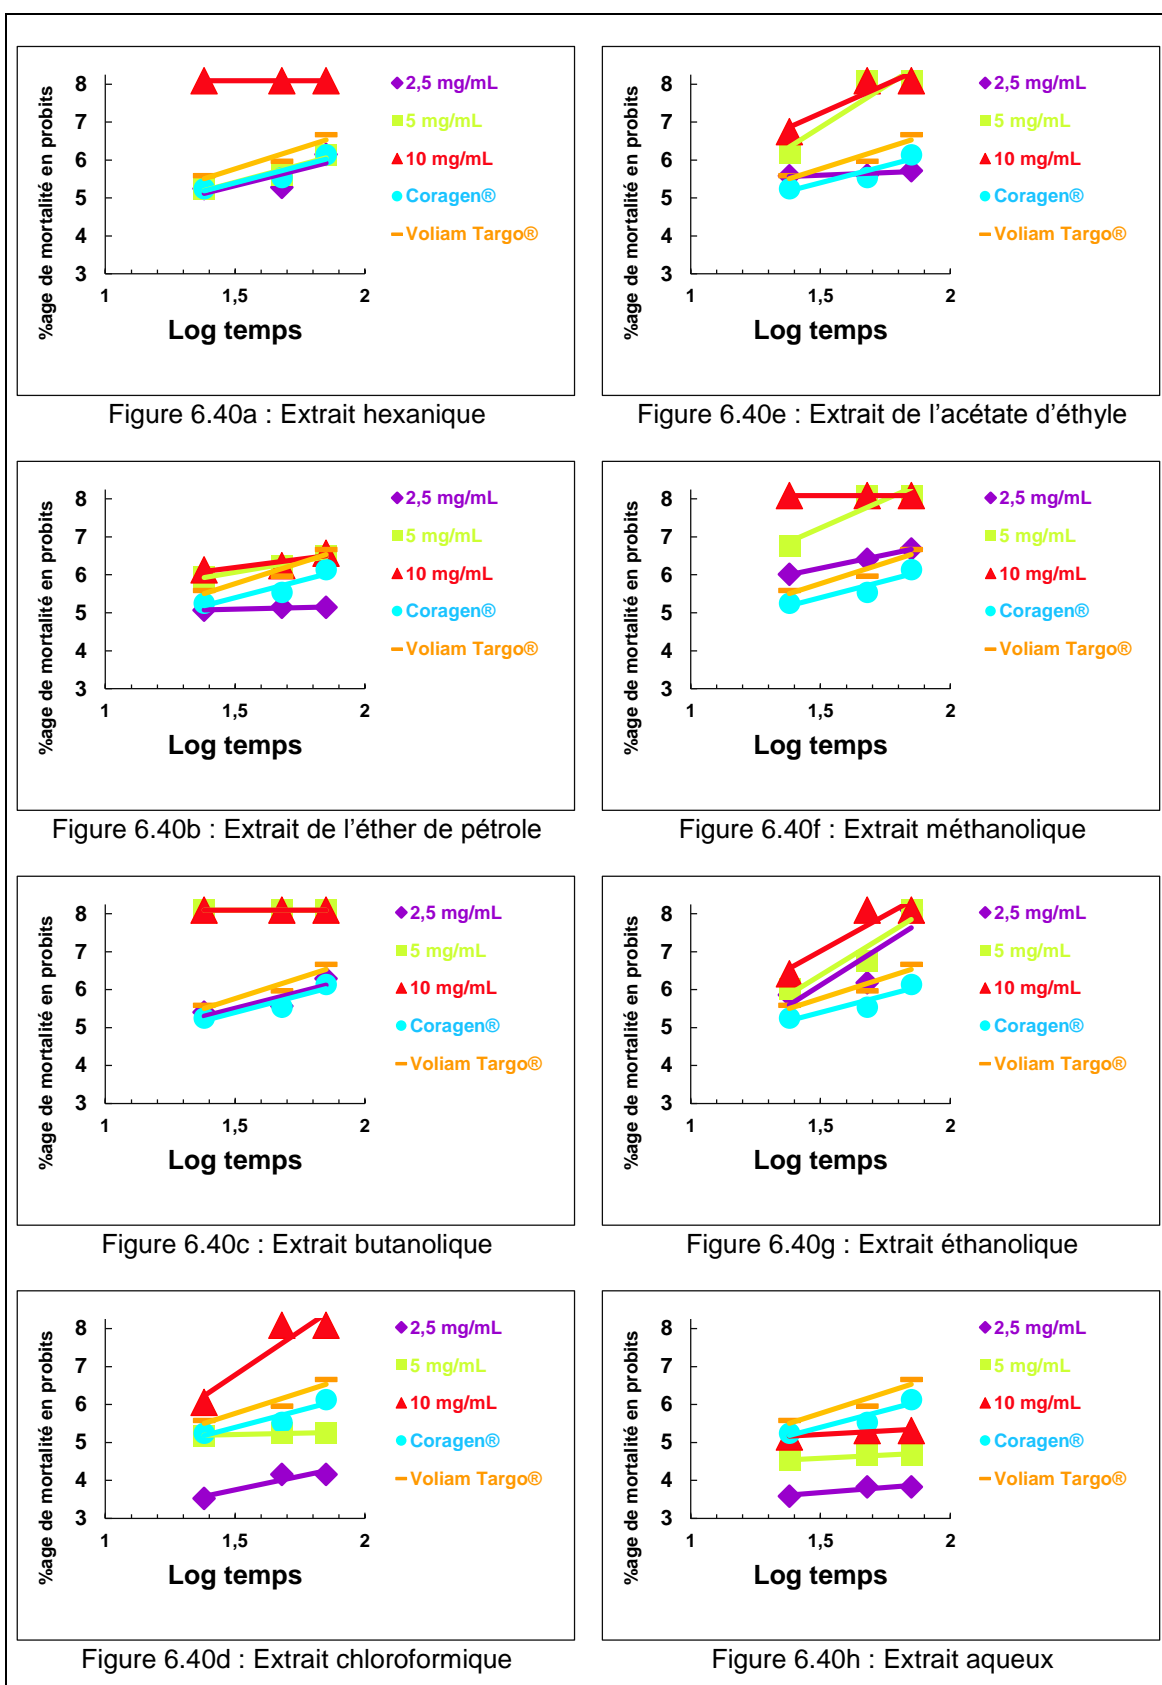 %age de mortalité en probits
8
7
6
5
4
3
1
1,5
2
Log temps
2,5 mg/mL
5 mg/mL
10 mg/mL
Coragen®
Voliam Targo®
Figure 6.40a : Extrait hexanique
%age de mortalité en probits
8
7
6
5
4
3
1
1,5
2
Log temps
2,5 mg/mL
5 mg/mL
10 mg/mL
Coragen®
Voliam Targo®
Figure 6.40e : Extrait de l’acétate d’éthyle
%age de mortalité en probits
8
7
6
5
4
3
1
1,5
2
Log temps
2,5 mg/mL
5 mg/mL
10 mg/mL
Coragen®
Voliam Targo®
Figure 6.40b : Extrait de l’éther de pétrole
%age de mortalité en probits
8
7
6
5
4
3
1
1,5
2
Log temps
2,5 mg/mL
5 mg/mL
10 mg/mL
Coragen®
Voliam Targo®
Figure 6.40f : Extrait méthanolique
%age de mortalité en probits
8
7
6
5
4
3
1
1,5
2
Log temps
2,5 mg/mL
5 mg/mL
10 mg/mL
Coragen®
Voliam Targo®
Figure 6.40c : Extrait butanolique
%age de mortalité en probits
8
7
6
5
4
3
1
1,5
2
Log temps
2,5 mg/mL
5 mg/mL
10 mg/mL
Coragen®
Voliam Targo®
Figure 6.40g : Extrait éthanolique
%age de mortalité en probits
8
7
6
5
4
3
1
1,5
2
Log temps
2,5 mg/mL
5 mg/mL
10 mg/mL
Coragen®
Voliam Targo®
Figure 6.40d : Extrait chloroformique
%age de mortalité en probits
8
7
6
5
4
3
1
1,5
2
Log temps
2,5 mg/mL
5 mg/mL
10 mg/mL
Coragen®
Voliam Targo®
Figure 6.40h : Extrait aqueux